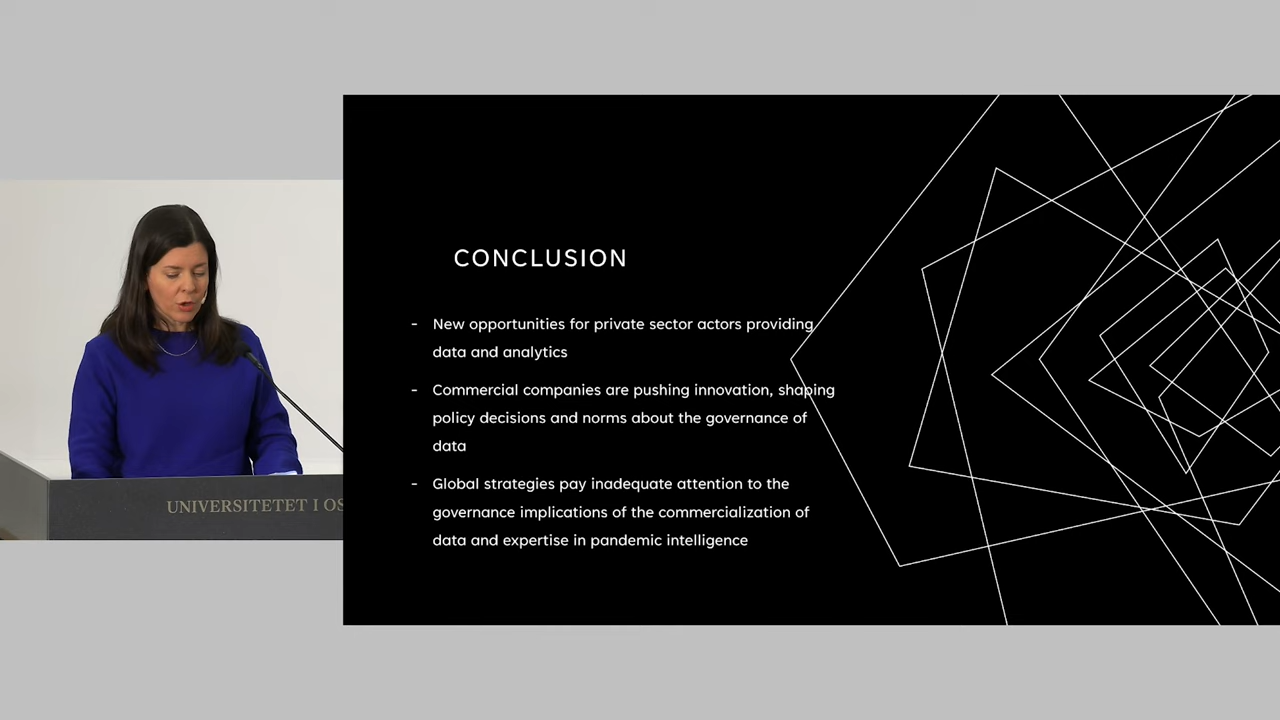 CONCLUSION
- New opportunities for private sector actors providing
data and analytics
- Commercial companies are pushing innovation, shaping
policy decisions and norms about the governance of
data
- Global strategies pay inadequate attention to the
governance implications of the commercialization of
data and expertise in pandemic intelligence
UNIVERSITETET I OS